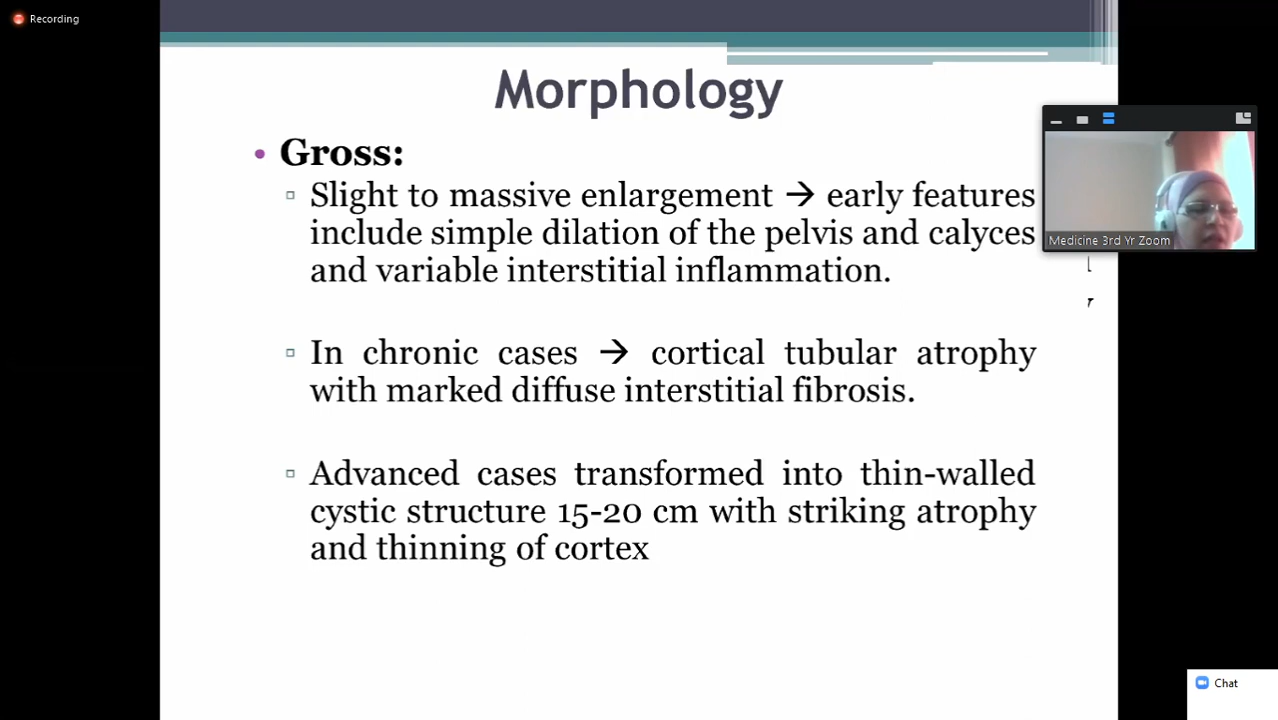 Recording
Morphology
• Gross:
▫ Slight to massive enlargement → early features
include simple dilation of the pelvis and calyces
and variable interstitial inflammation.
Medicine 3rd Yr Zoom
▫ In chronic cases → cortical tubular atrophy
with marked diffuse interstitial fibrosis.
▫ Advanced cases transformed into thin-walled
cystic structure 15-20 cm with striking atrophy
and thinning of cortex
Chat